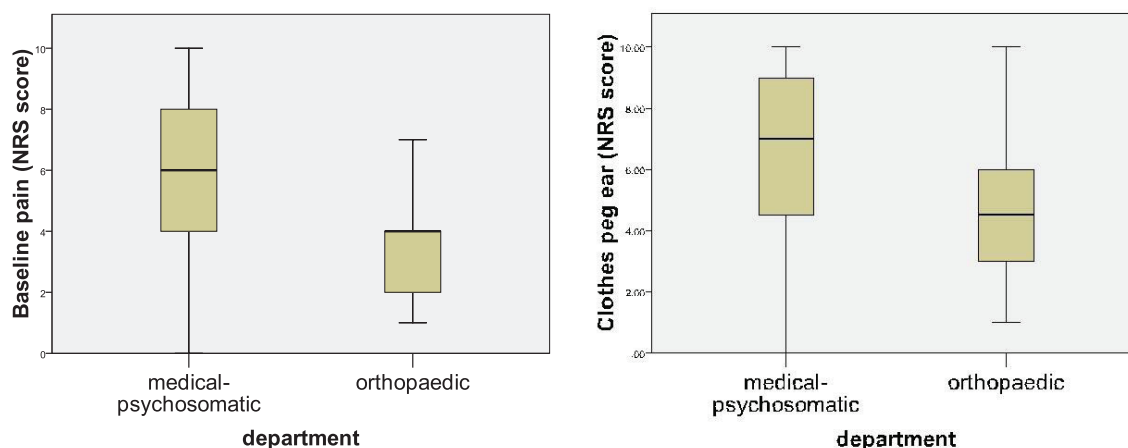 Baseline pain (NRS score)
10
8
6
4
2
0
medical-
psychosomatic
orthopaedic
department
Clothes peg ear (NRS score)
10.00
8.00
6.00
4.00
2.00
.00
medical-
psychosomatic
orthopaedic
department